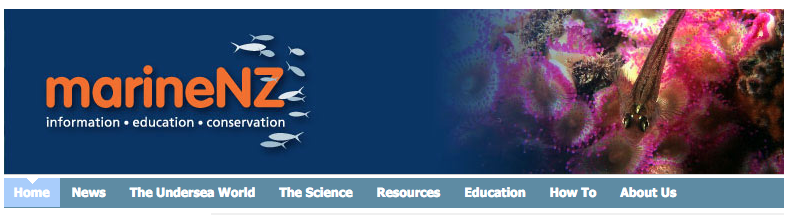 marineNZ
information • education • conservation
Home News The Undersea World The Science Resources Education How To About Us